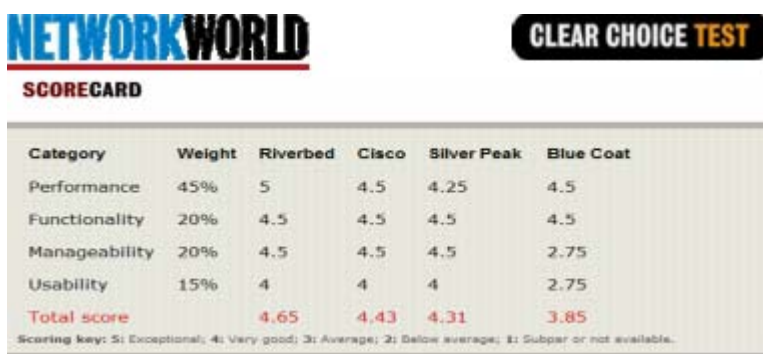 NETWORKWORLD
CLEAR CHOICE TEST
SCORECARD
Category Weight Riverbed Cisco Silver Peak Blue Coat
Performance 45% 5 4.5 4.25 4.5
Functionality 20% 4.5 4.5 4.5 4.5
Manageability 20% 4.5 4.5 4.5 2.75
Usability 15% 4 4 4 2.75
Total score 4.65 4.43 4.31 3.85
Scoring key: 5: Exceptional; 4: Very good; 3: Average; 2: Below average; 1: Subpar or not available.